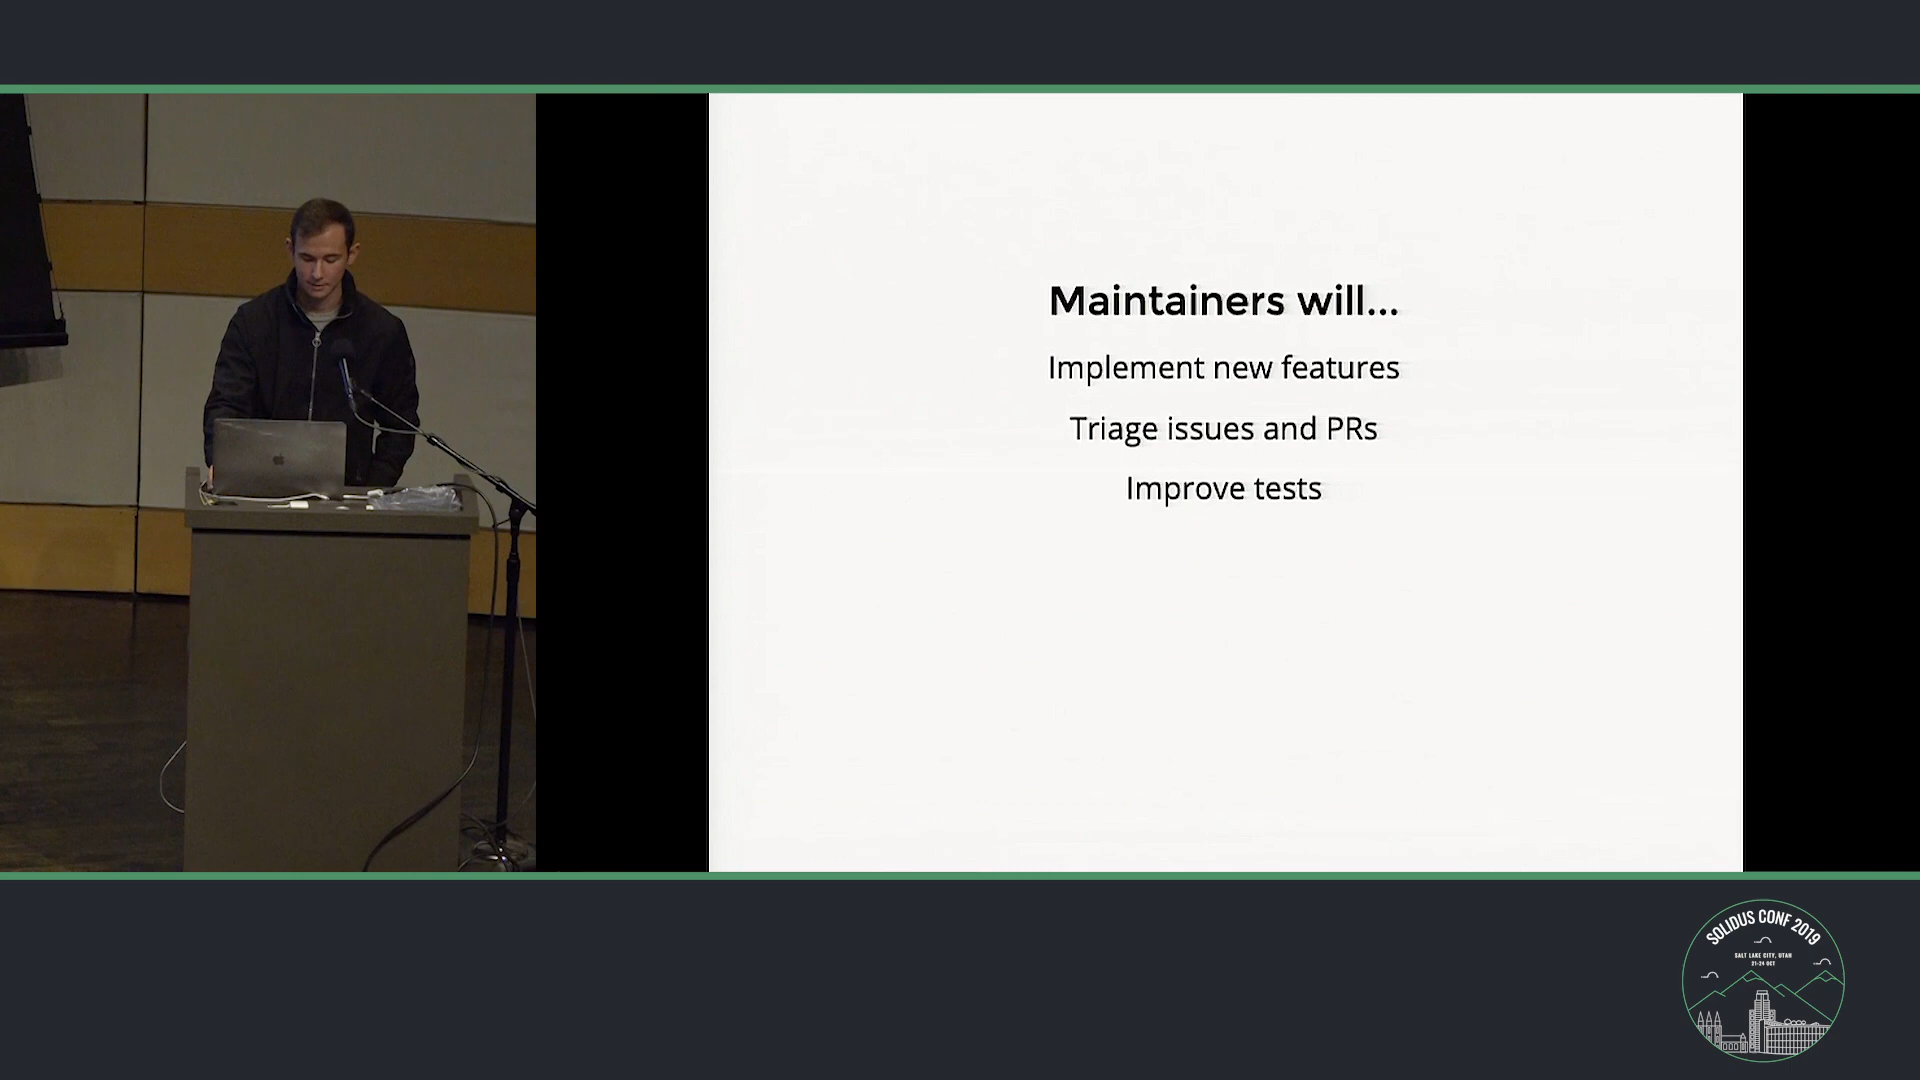 Maintainers will...
Implement new features
Triage issues and PRs
Improve tests
SOLIDUS CONF 2019
SALT LAKE CITY, UTAH
21-24 OCT